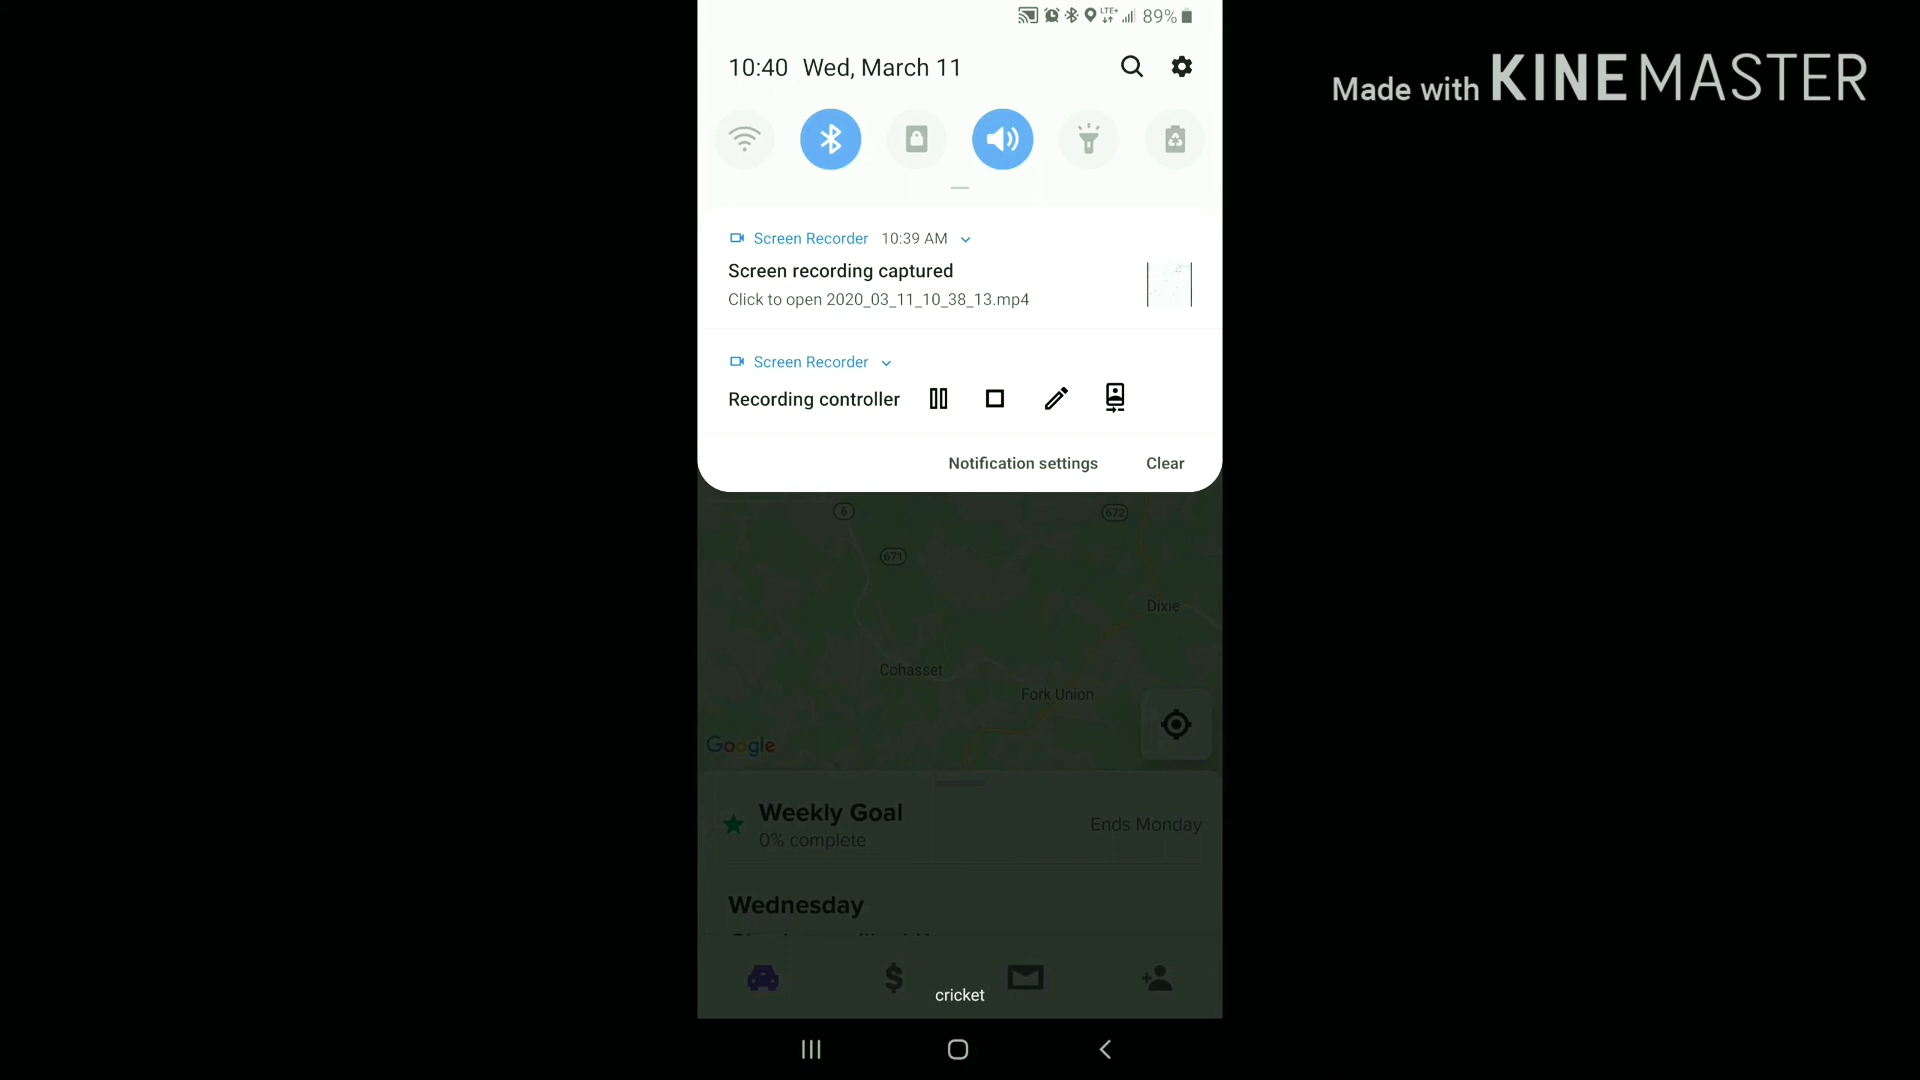 LTE+ 89%
Made with KINEMASTER
10:40 Wed, March 11
Screen Recorder 10:39 AM
Screen recording captured
Click to open 2020_03_11_10_38_13.mp4
Screen Recorder
Recording controller
Notification settings Clear
6
672
671
Dixie
Cohasset
Fork Union
Google
Weekly Goal
0% complete
Ends Monday
Wednesday
$
cricket